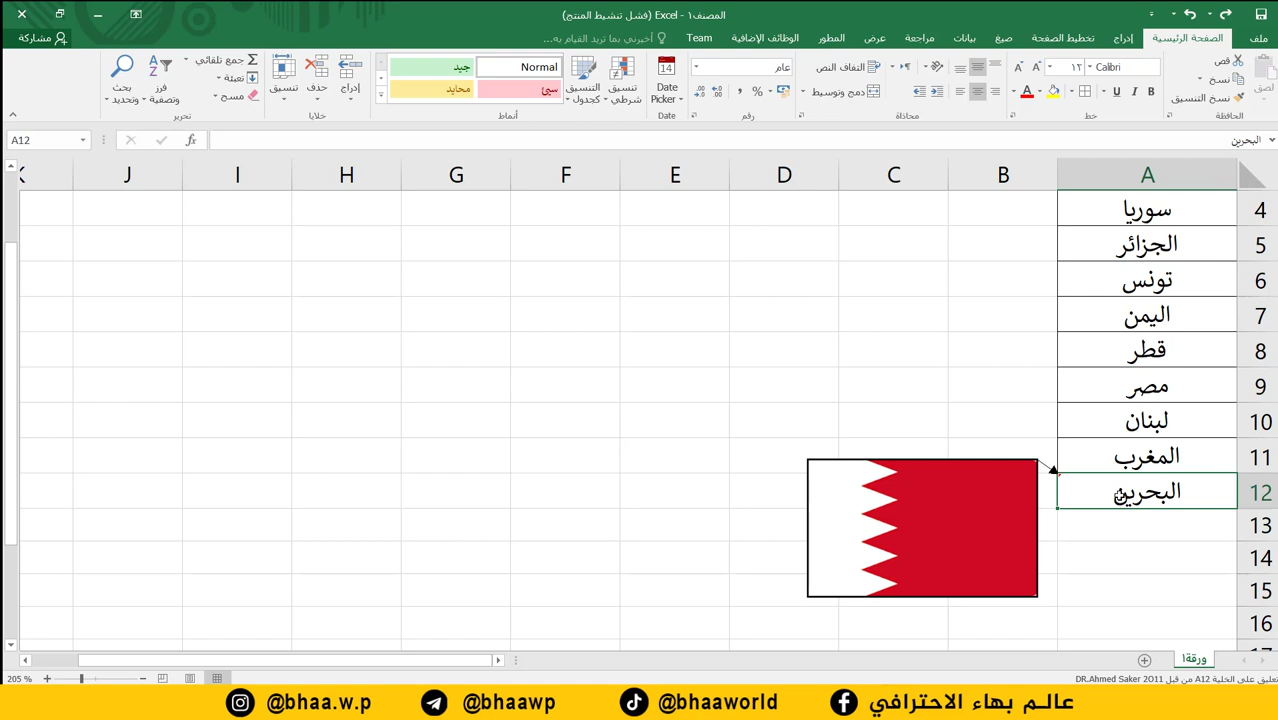 المصنف١ - Excel (فشل تنشيط المنتج)
ملف
الصفحة الرئيسية
إدراج
تخطيط الصفحة
صيغ
بيانات
مراجعة
عرض
المطور
الوظائف الإضافية
Team
أخبرني بما تريد القيام به...
مشاركة
لصق
قص
نسخ
نسخ التنسيق
الحافظة
Calibri
١٢
A
B
I
U
خط
التفاف النص
دمج وتوسيط
محاذاة
عام
%
رقم
Date
Picker
14
Date
التنسيق
شرطي
التنسيق
كجدول
Normal
جيد
سيئ
محايد
أنماط
إدراج
حذف
تنسيق
خلايا
جمع تلقائي
تعبئة
مسح
فرز
وتصفية
بحث
وتحديد
تحرير
A12
fx
البحرين
K J I H G F E D C B A
4 سوريا
5 الجزائر
6 تونس
7 اليمن
8 قطر
9 مصر
10 لبنان
11 المغرب
12 البحرين
13
14
15
16
17
ورقة١
تعليق على الخلية A12 من قبل DR.Ahmed Saker 2011
205 %
@bhaa.w.p
@bhaawp
@bhaaworld
عالم بهاء الاحترافي